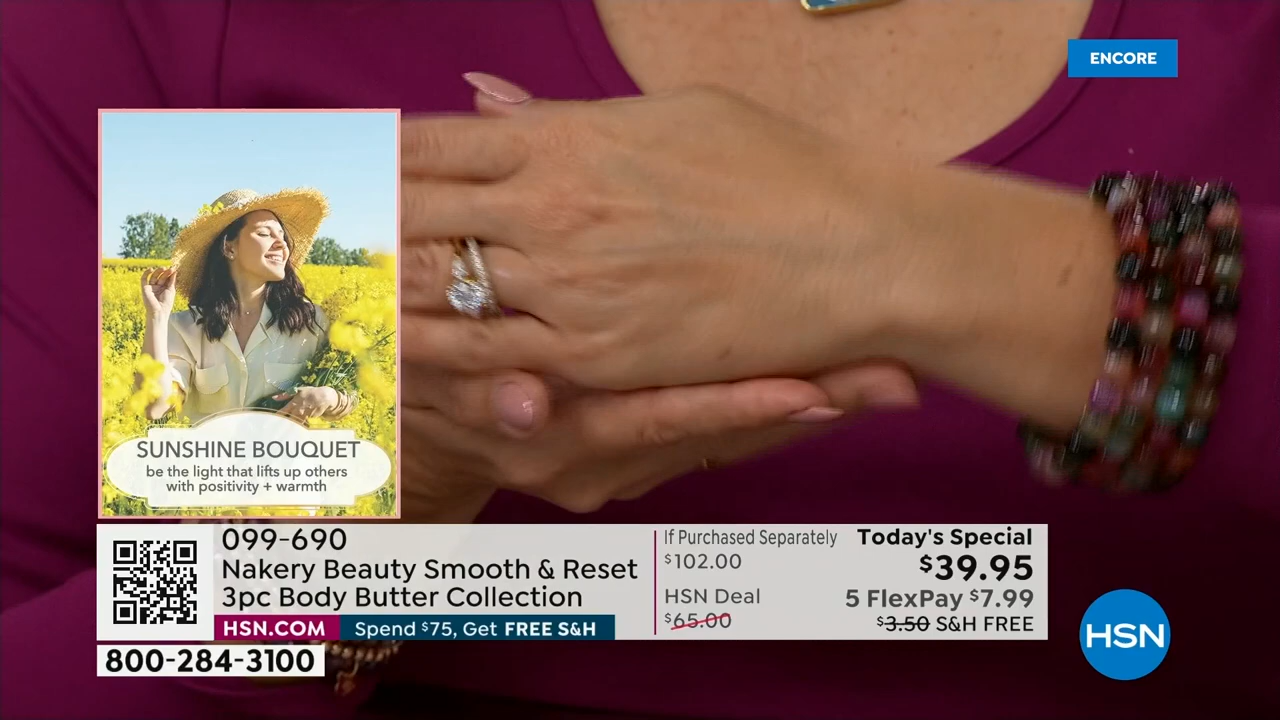 ENCORE
SUNSHINE BOUQUET
be the light that lifts up others
with positivity + warmth
099-690
Nakery Beauty Smooth & Reset
3pc Body Butter Collection
HSN.COM Spend $75, Get FREE S&H
800-284-3100
If Purchased Separately
$102.00
HSN Deal
$65.00
Today's Special
$39.95
5 FlexPay $7.99
$3.50 S&H FREE
HSN